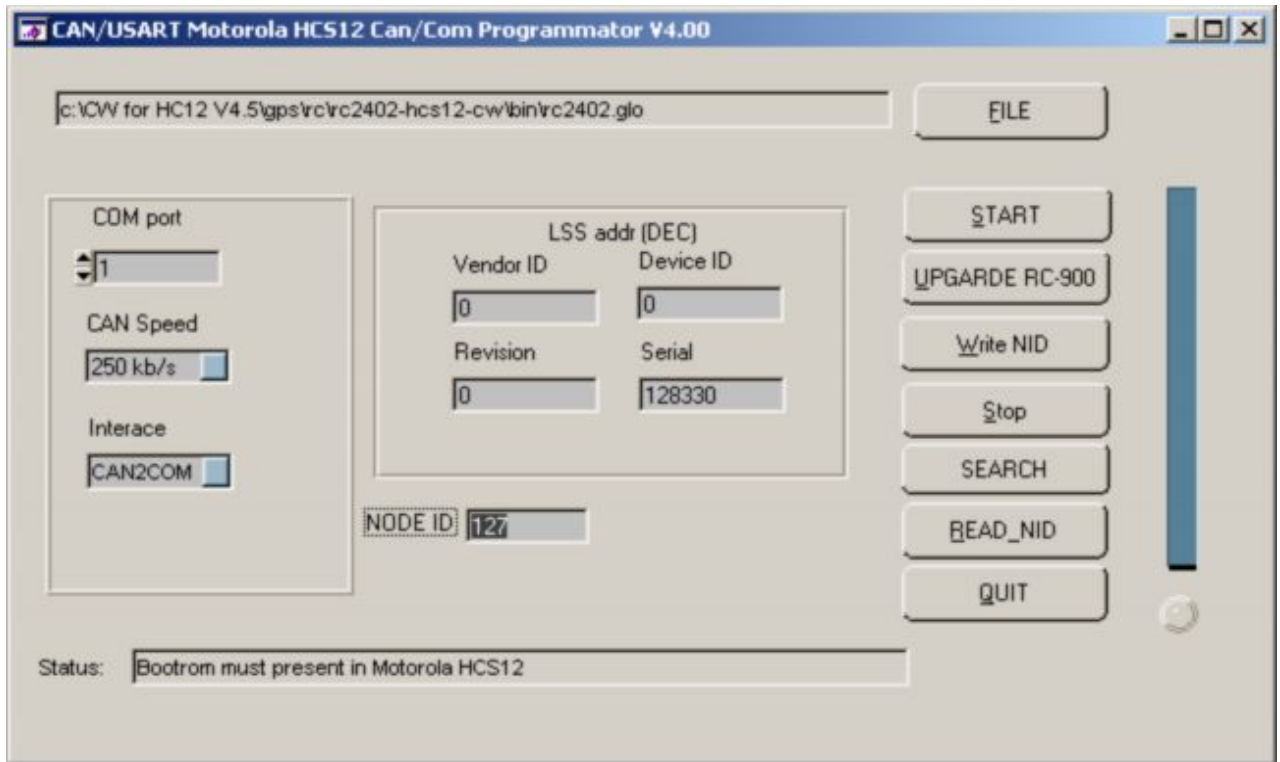 CAN/USART Motorola HCS12 Can/Com Programmator V4.00
c:\CW for HC12 V4.5\gps\rc\rc2402-hcs12-cw\bin\rc2402.glo
FILE
COM port
1
CAN Speed
250 kb/s
Interace
CAN2COM
LSS addr (DEC)
Vendor ID
Device ID
0
0
Revision
Serial
0
128330
NODE ID
127
START
UPGARDE RC-900
Write NID
Stop
SEARCH
READ_NID
QUIT
Status:
Bootrom must present in Motorola HCS12